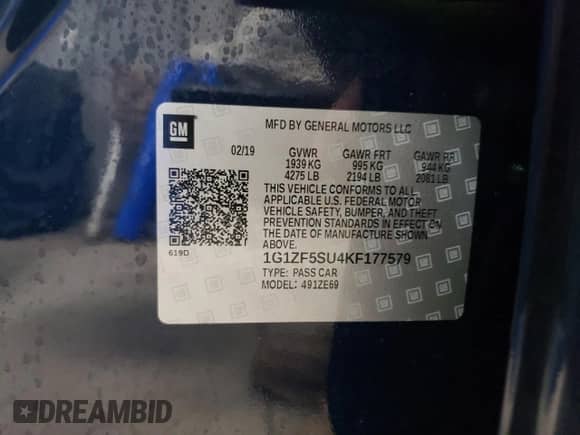 GM
MFD BY GENERAL MOTORS LLC
02/19 GVWR GAWR FRT GAWR RR
1939 KG 995 KG 944 KG
4275 LB 2194 LB 2081 LB
THIS VEHICLE CONFORMS TO ALL
APPLICABLE U.S. FEDERAL MOTOR
VEHICLE SAFETY, BUMPER, AND THEFT
PREVENTION STANDARDS IN EFFECT ON
THE DATE OF MANUFACTURE SHOWN
ABOVE.
619D
1G1ZF5SU4KF177579
TYPE: PASS CAR
MODEL: 491ZE69
DREAMBID